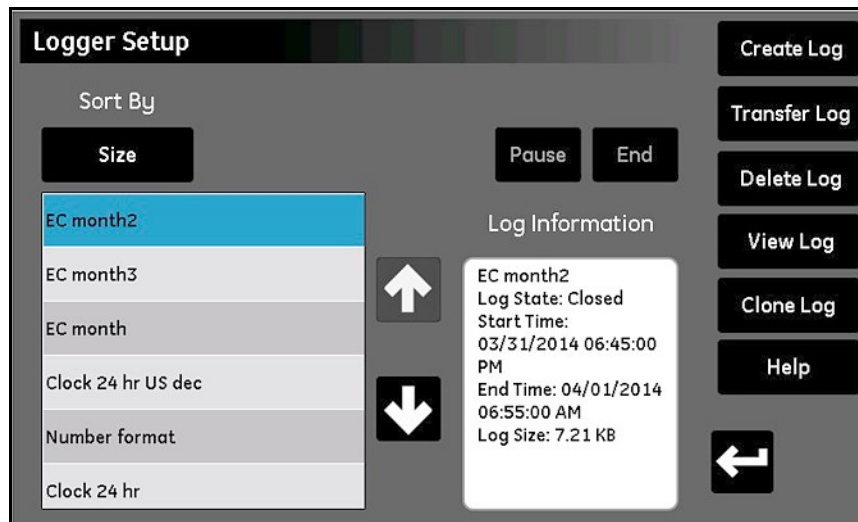 Logger Setup
Sort By
Size
Pause
End
EC month2
EC month3
EC month
Clock 24 hr US dec
Number format
Clock 24 hr
Log Information
EC month2
Log State: Closed
Start Time:
03/31/2014 06:45:00
PM
End Time: 04/01/2014
06:55:00 AM
Log Size: 7.21 KB
Create Log
Transfer Log
Delete Log
View Log
Clone Log
Help